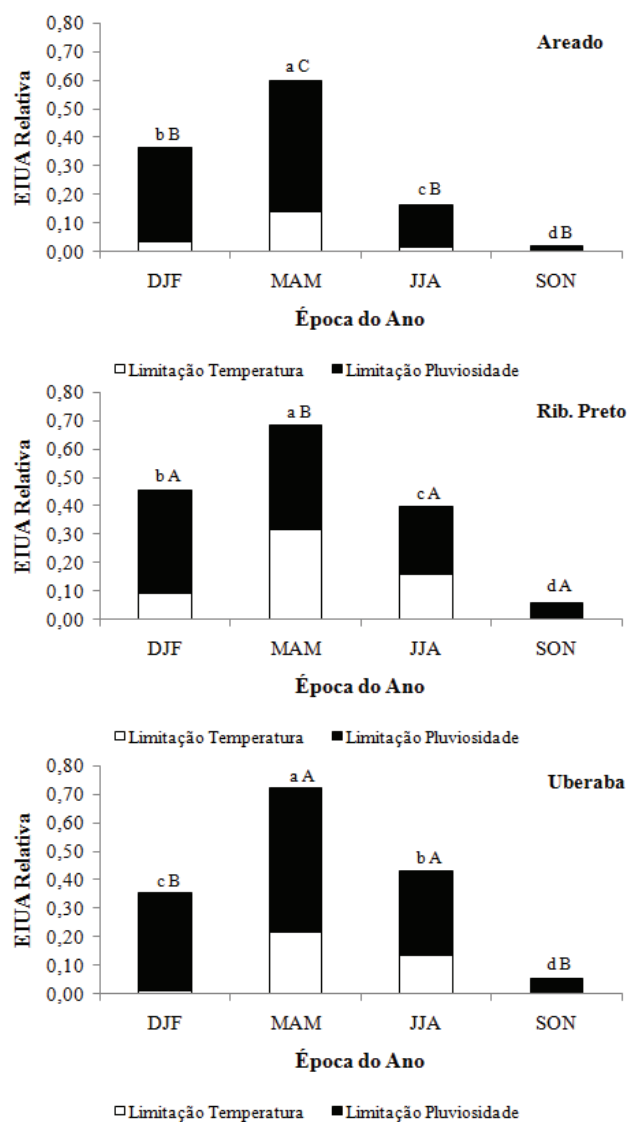 Areado
EIUA Relativa
0,80
0,70
0,60
0,50
0,40
0,30
0,20
0,10
0,00
b B
a C
c B
d B
DJF MAM JJA SON
Época do Ano
Limitação Temperatura Limitação Pluviosidade
Rib. Preto
EIUA Relativa
0,80
0,70
0,60
0,50
0,40
0,30
0,20
0,10
0,00
b A
a B
c A
d A
DJF MAM JJA SON
Época do Ano
Limitação Temperatura Limitação Pluviosidade
Uberaba
EIUA Relativa
0,80
0,70
0,60
0,50
0,40
0,30
0,20
0,10
0,00
c B
a A
b A
d B
DJF MAM JJA SON
Época do Ano
Limitação Temperatura Limitação Pluviosidade